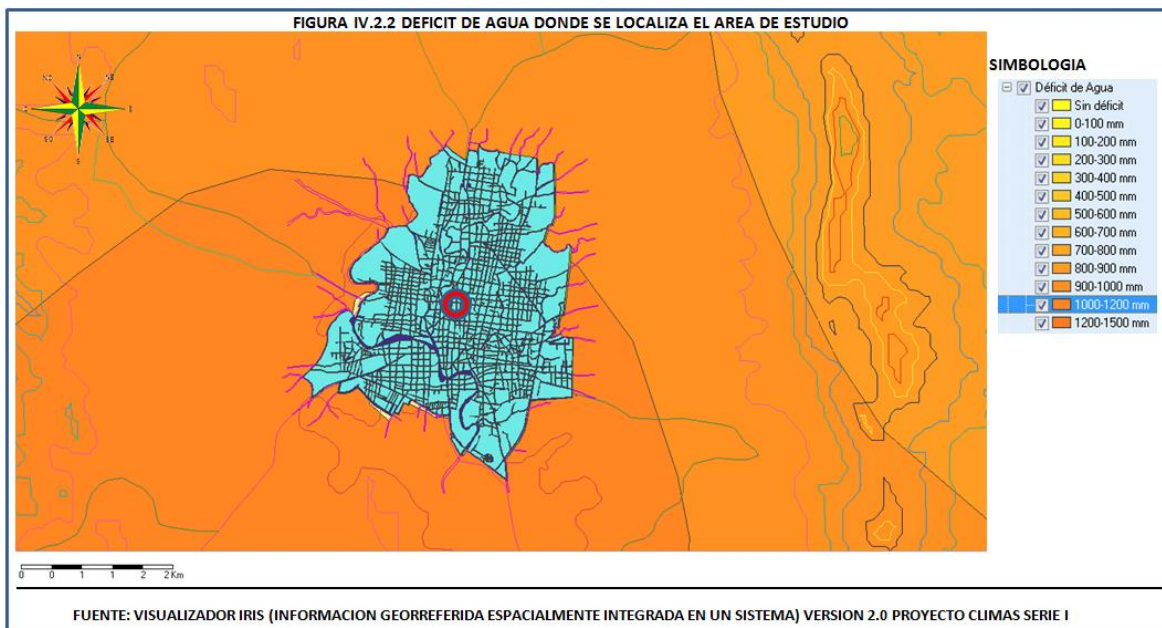 FIGURA IV.2.2 DEFICIT DE AGUA DONDE SE LOCALIZA EL AREA DE ESTUDIO
N
NO
NE
E
SO
SE
S
SIMBOLOGIA
Déficit de Agua
Sin déficit
0-100 mm
100-200 mm
200-300 mm
300-400 mm
400-500 mm
500-600 mm
600-700 mm
700-800 mm
800-900 mm
900-1000 mm
1000-1200 mm
1200-1500 mm
0 0 1 1 2 2 Km
FUENTE: VISUALIZADOR IRIS (INFORMACION GEORREFERIDA ESPACIALMENTE INTEGRADA EN UN SISTEMA) VERSION 2.0 PROYECTO CLIMAS SERIE I